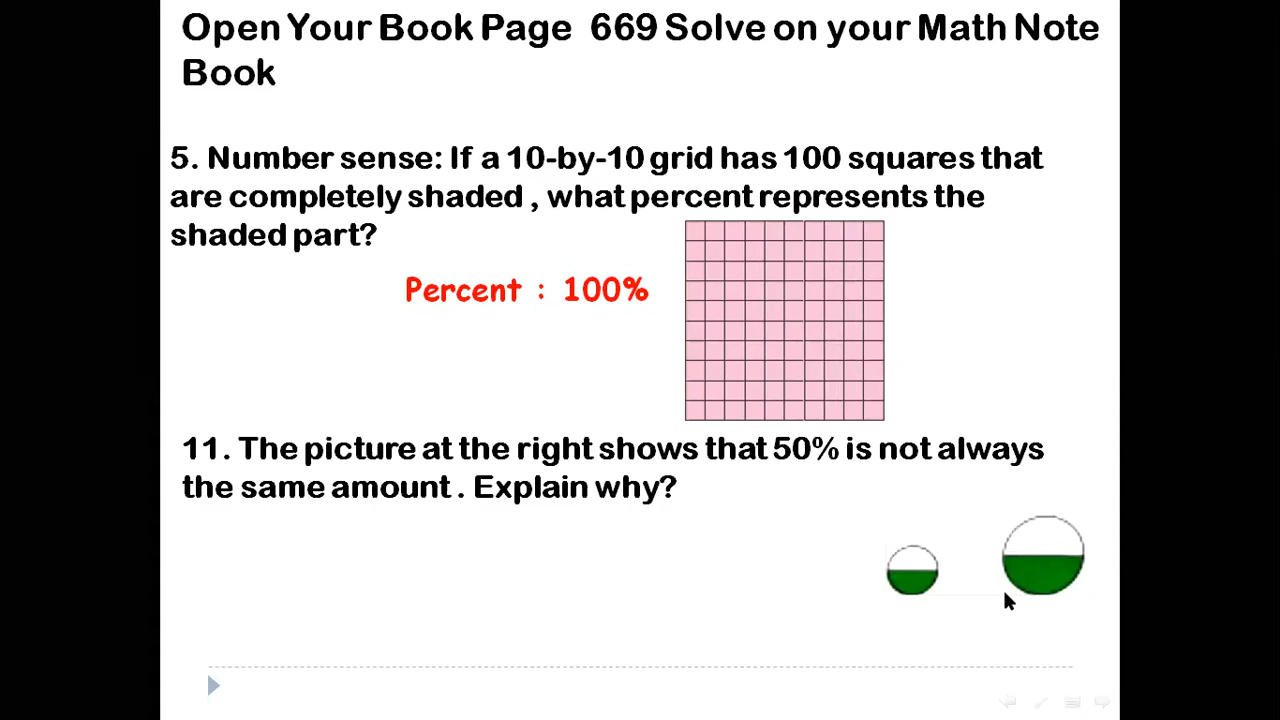 Open Your Book Page 669 Solve on your Math Note
Book
5. Number sense: If a 10-by-10 grid has 100 squares that
are completely shaded , what percent represents the
shaded part?
Percent : 100%
11. The picture at the right shows that 50% is not always
the same amount . Explain why?